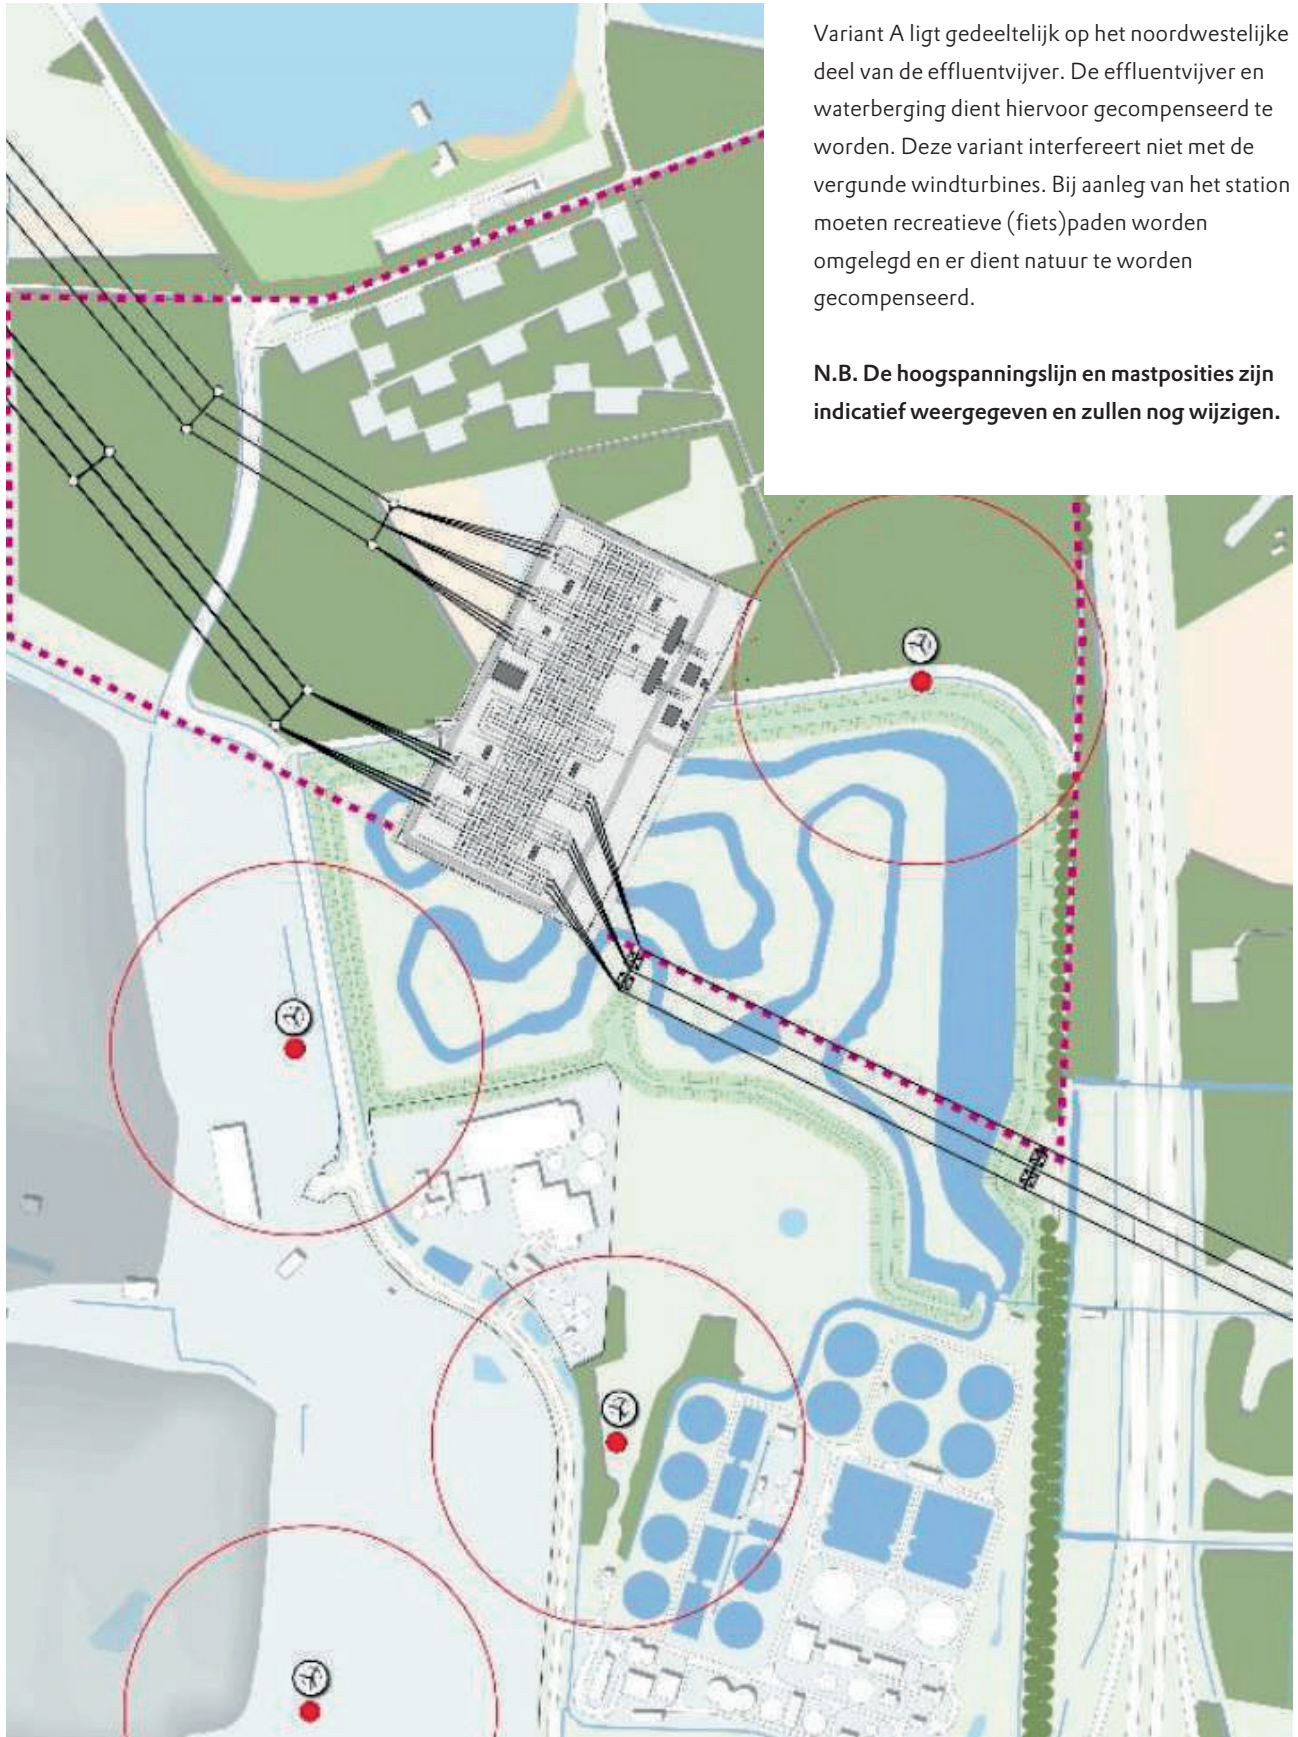 Variant A ligt gedeeltelijk op het noordwestelijke
deel van de effluentvijver. De effluentvijver en
waterberging dient hiervoor gecompenseerd te
worden. Deze variant interfereert niet met de
vergunde windturbines. Bij aanleg van het station
moeten recreatieve (fiets)paden worden
omgelegd en er dient natuur te worden
gecompenseerd.
N.B. De hoogspanningslijn en mastposities zijn
indicatief weergegeven en zullen nog wijzigen.